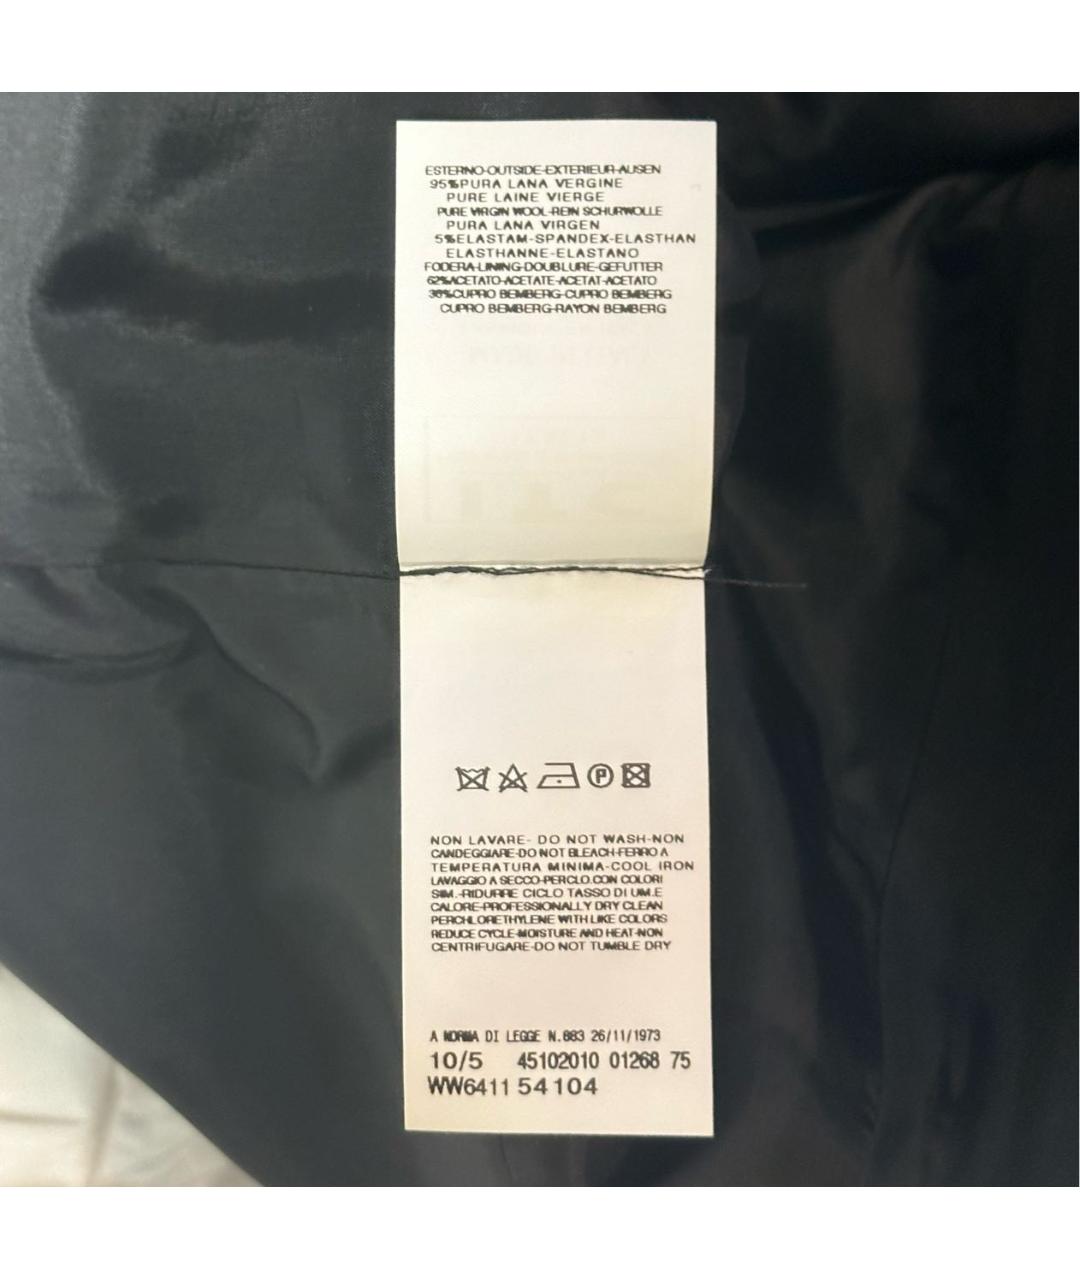 ESTERNO-OUTSIDE-EXTERIEUR-AUSEN
95%PURA LANA VERGINE
PURE LAINE VIERGE
PURE VIRGIN WOOL-REIN SCHURWOLLE
PURA LANA VIRGEN
5%ELASTAM-SPANDEX-ELASTHAN
ELASTHANNE-ELASTANO
FODERA-LINING-DOUBLURE-GEFUTTER
62%ACETATO-ACETATE-ACETAT-ACETATO
38%CUPRO BEMBERG-CUPRO BEMBERG
CUPRO BEMBERG-RAYON BEMBERG
P
NON LAVARE- DO NOT WASH-NON
CANDEGGIARE-DO NOT BLEACH-FERRO A
TEMPERATURA MINIMA-COOL IRON
LAVAGGIO A SECCO-PERCLO.CON COLORI
SIM.-RIDURRE CICLO TASSO DI UM.E
CALORE-PROFESSIONALLY DRY CLEAN
PERCHLORETHYLENE WITH LIKE COLORS
REDUCE CYCLE-MOISTURE AND HEAT-NON
CENTRIFUGARE-DO NOT TUMBLE DRY
A NORMA DI LEGGE N.883 26/11/1973
10/5 45102010 01268 75
WW6411 54104